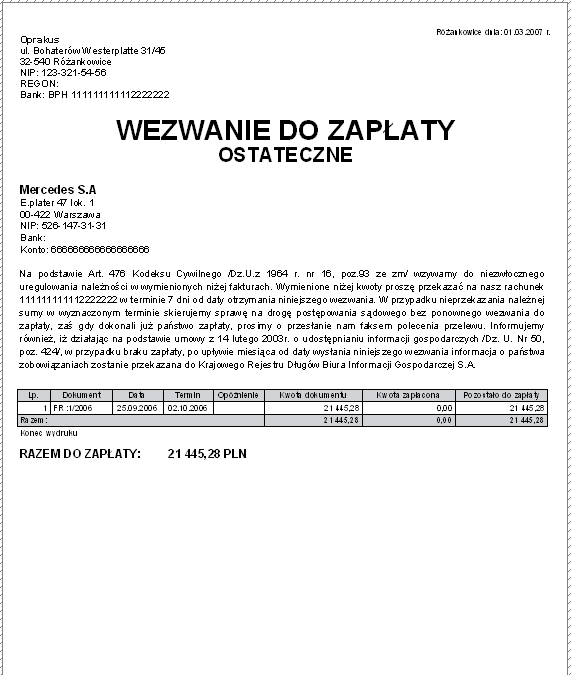 Różankowice dnia: 01.03.2007 r.
Oprakus
ul. Bohaterów Westerplatte 31/45
32-540 Różankowice
NIP: 123-321-54-56
REGON:
Bank: BPH 111111111112222222
WEZWANIE DO ZAPŁATY
OSTATECZNE
Mercedes S.A
E.plater 47 lok. 1
00-422 Warszawa
NIP: 526-147-31-31
Bank:
Konto: 666666666666666666
Na podstawie Art. 476 Kodeksu Cywilnego /Dz.U.z 1964 r. nr 16, poz.93 ze zm/ wzywamy do niezwłocznego
uregulowania należności w wymienionych niżej fakturach. Wymienione niżej kwoty proszę przekazać na nasz rachunek
111111111112222222 w terminie 7 dni od daty otrzymania niniejszego wezwania. W przypadku nieprzekazania należnej
sumy w wyznaczonym terminie skierujemy sprawę na drogę postępowania sądowego bez ponownego wezwania do
zapłaty, zaś gdy dokonali już państwo zapłaty, prosimy o przesłanie nam faksem polecenia przelewu. Informujemy
również, iż działając na podstawie umowy z 14 lutego 2003r. o udostępnianiu informacji gospodarczych /Dz. U. Nr 50,
poz. 424/, w przypadku braku zapłaty, po upływie miesiąca od daty wysłania niniejszego wezwania informacja o państwa
zobowiązaniach zostanie przekazana do Krajowego Rejestru Długów Biura Informacji Gospodarczej S.A.
Lp. Dokument Data Termin Opóźnienie Kwota dokumentu Kwota zapłacona Pozostało do zapłaty
1 FR :1/2006 25.09.2006 02.10.2006 21 445,28 0,00 21 445,28
Razem: 21 445,28 0,00 21 445,28
Koniec wydruku
RAZEM DO ZAPŁATY: 21 445,28 PLN